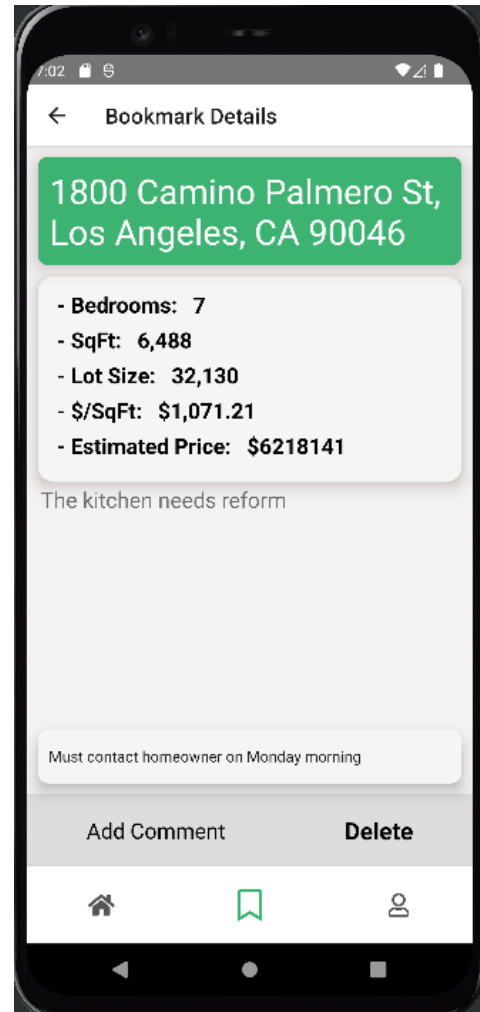 7:02
Bookmark Details
1800 Camino Palmero St,
Los Angeles, CA 90046
- Bedrooms: 7
- SqFt: 6,488
- Lot Size: 32,130
- $/SqFt: $1,071.21
- Estimated Price: $6218141
The kitchen needs reform
Must contact homeowner on Monday morning
Add Comment Delete